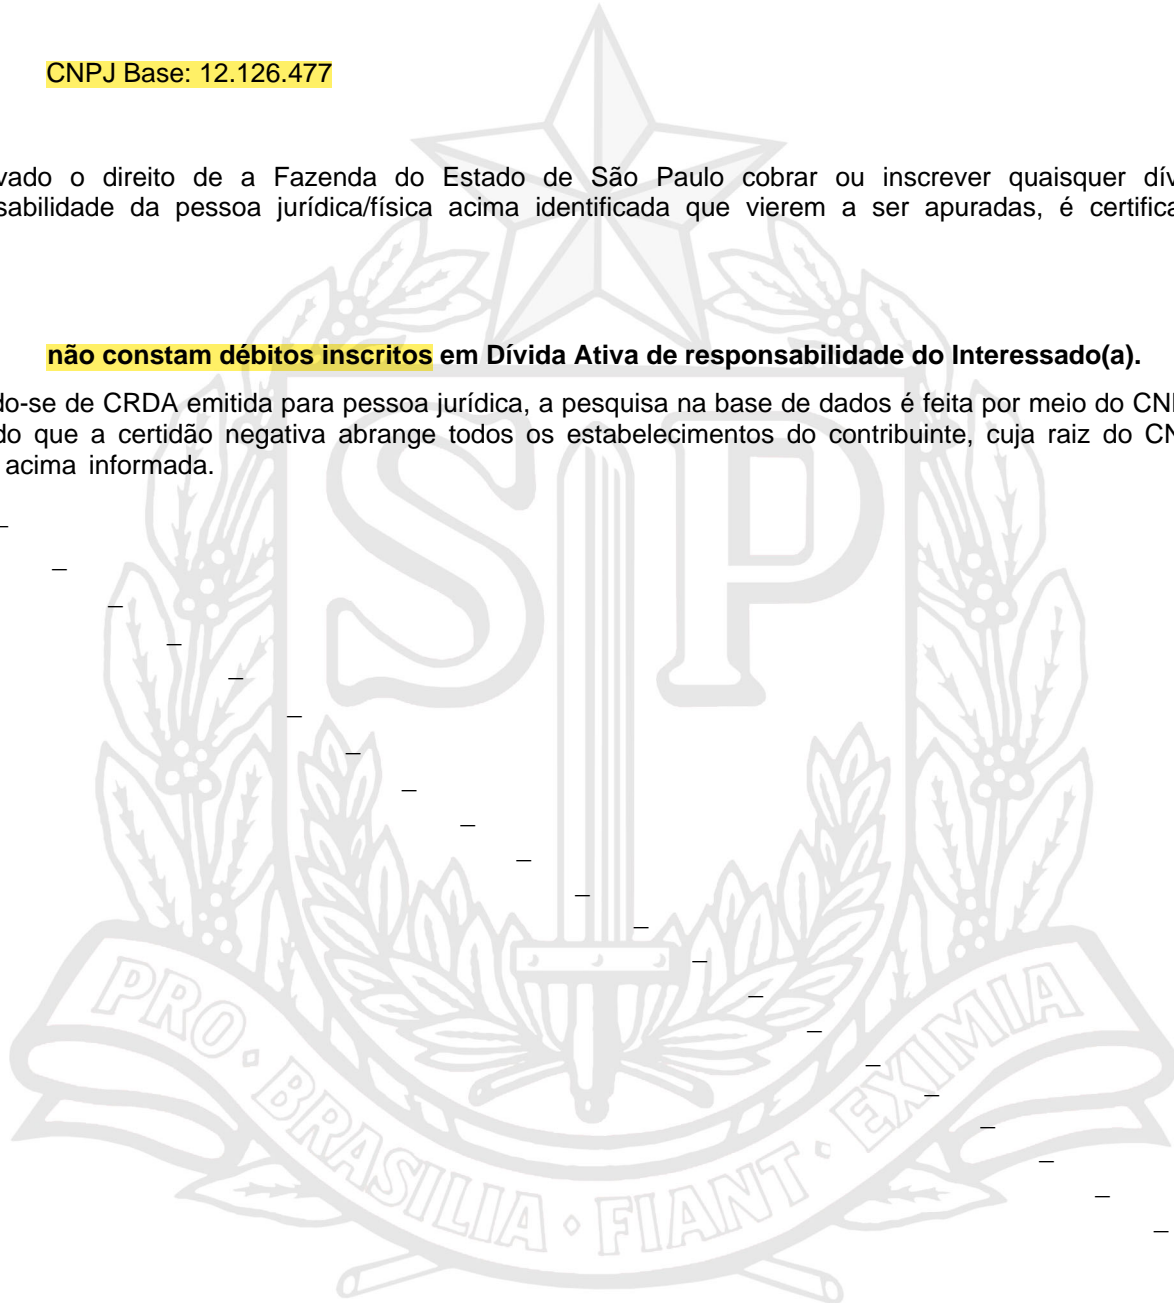 CNPJ Base: 12.126.477
vado o direito de a Fazenda do Estado de São Paulo cobrar ou inscrever quaisquer dív
sabilidade da pessoa jurídica/física acima identificada que vierem a ser apuradas, é certifica
não constam débitos inscritos em Dívida Ativa de responsabilidade do Interessado(a).
do-se de CRDA emitida para pessoa jurídica, a pesquisa na base de dados é feita por meio do CN
do que a certidão negativa abrange todos os estabelecimentos do contribuinte, cuja raiz do CN
acima informada.
SP
PRO • BRASILIA • FIANT • EXIMIA